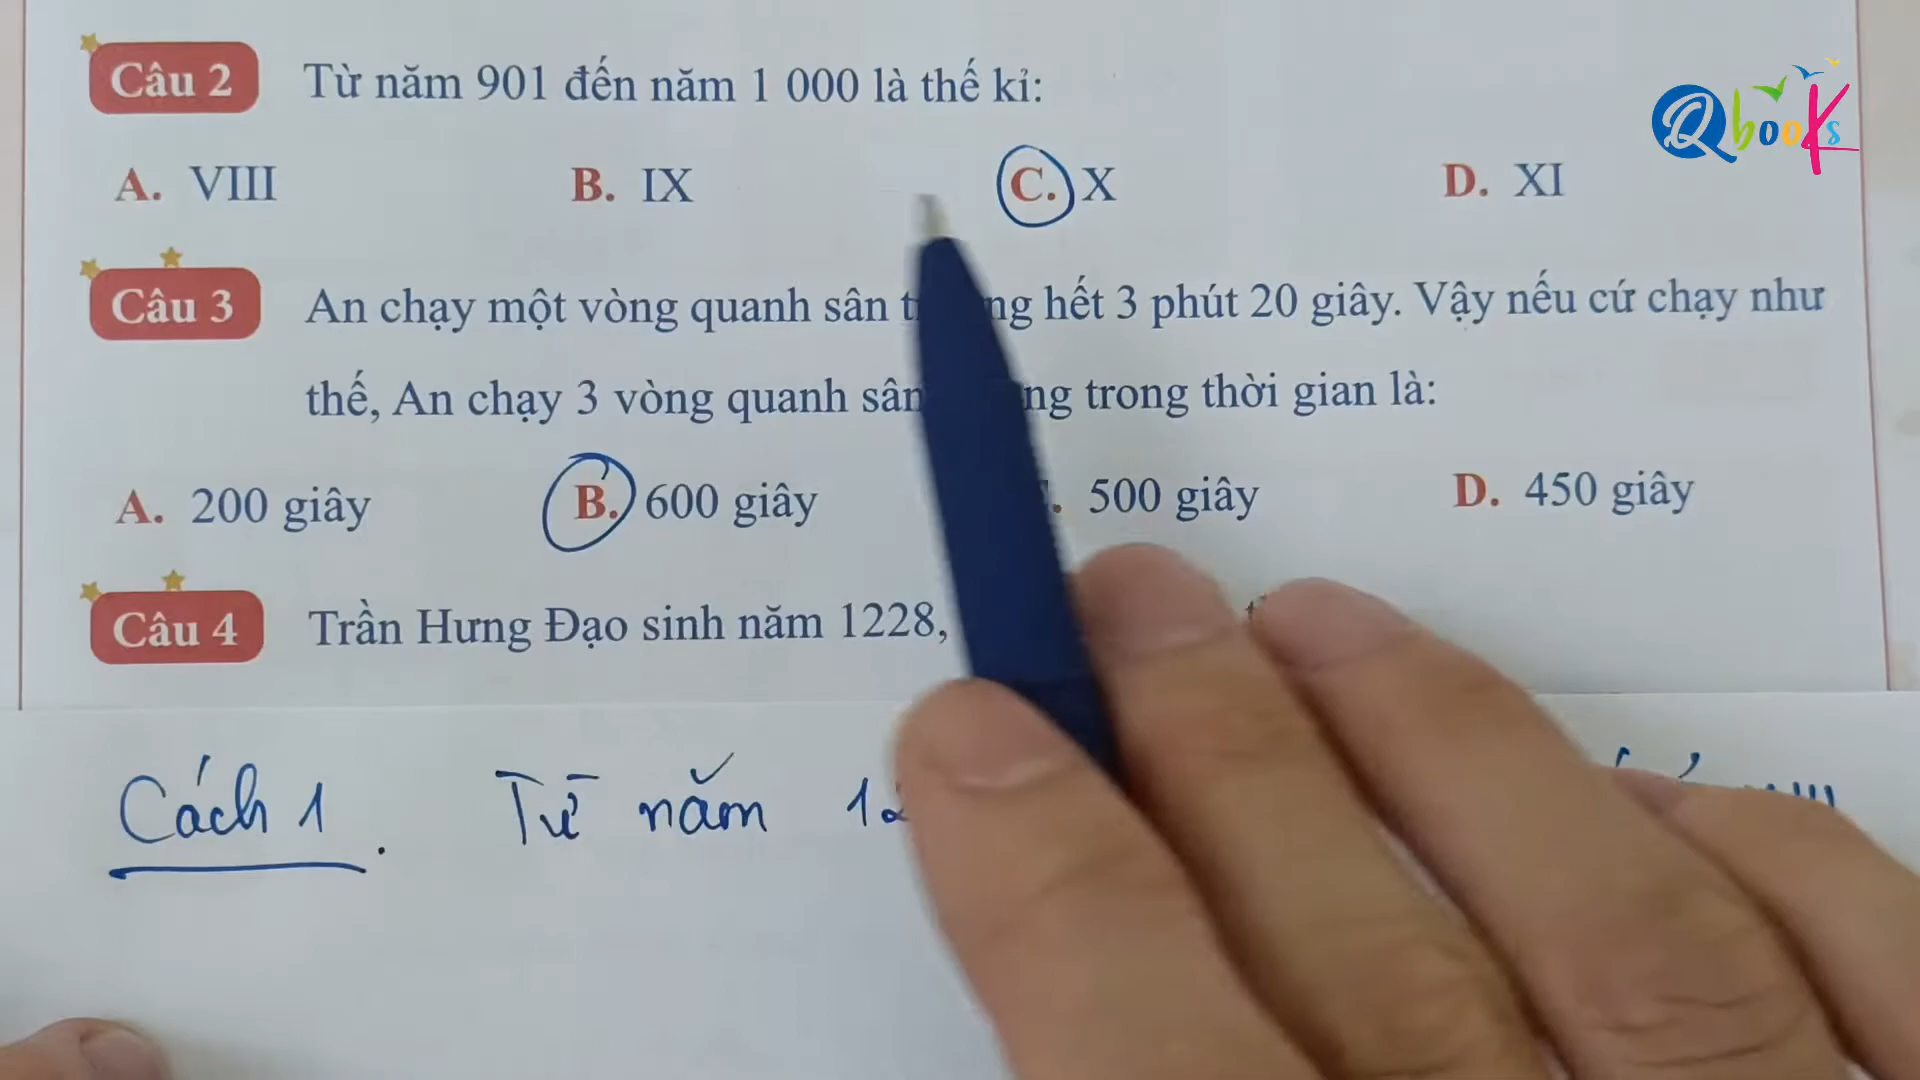 Câu 2 Từ năm 901 đến năm 1 000 là thế kỉ:
Qbooks
A. VIII B. IX C. X D. XI
Câu 3 An chạy một vòng quanh sân hết 3 phút 20 giây. Vậy nếu cứ chạy như
thế, An chạy 3 vòng quanh sân trong thời gian là:
A. 200 giây B. 600 giây 500 giây D. 450 giây
Câu 4 Trần Hưng Đạo sinh năm 1228,
Cách 1. Từ năm